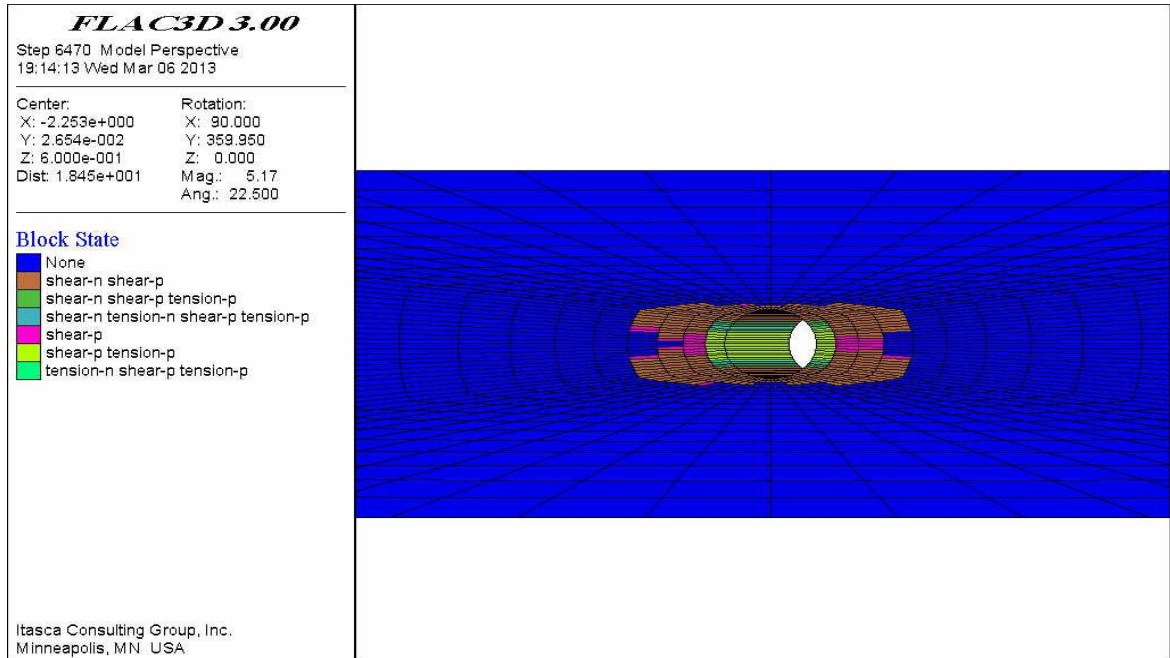 FLAC3D 3.00
Step 6470 Model Perspective
19:14:13 Wed Mar 06 2013
Center:
X: -2.253e+000
Y: 2.654e-002
Z: 6.000e-001
Dist: 1.845e+001
Rotation:
X: 90.000
Y: 359.950
Z: 0.000
Mag.: 5.17
Ang.: 22.500
Block State
None
shear-n shear-p
shear-n shear-p tension-p
shear-n tension-n shear-p tension-p
shear-p
shear-p tension-p
tension-n shear-p tension-p
Itasca Consulting Group, Inc.
Minneapolis, MN USA